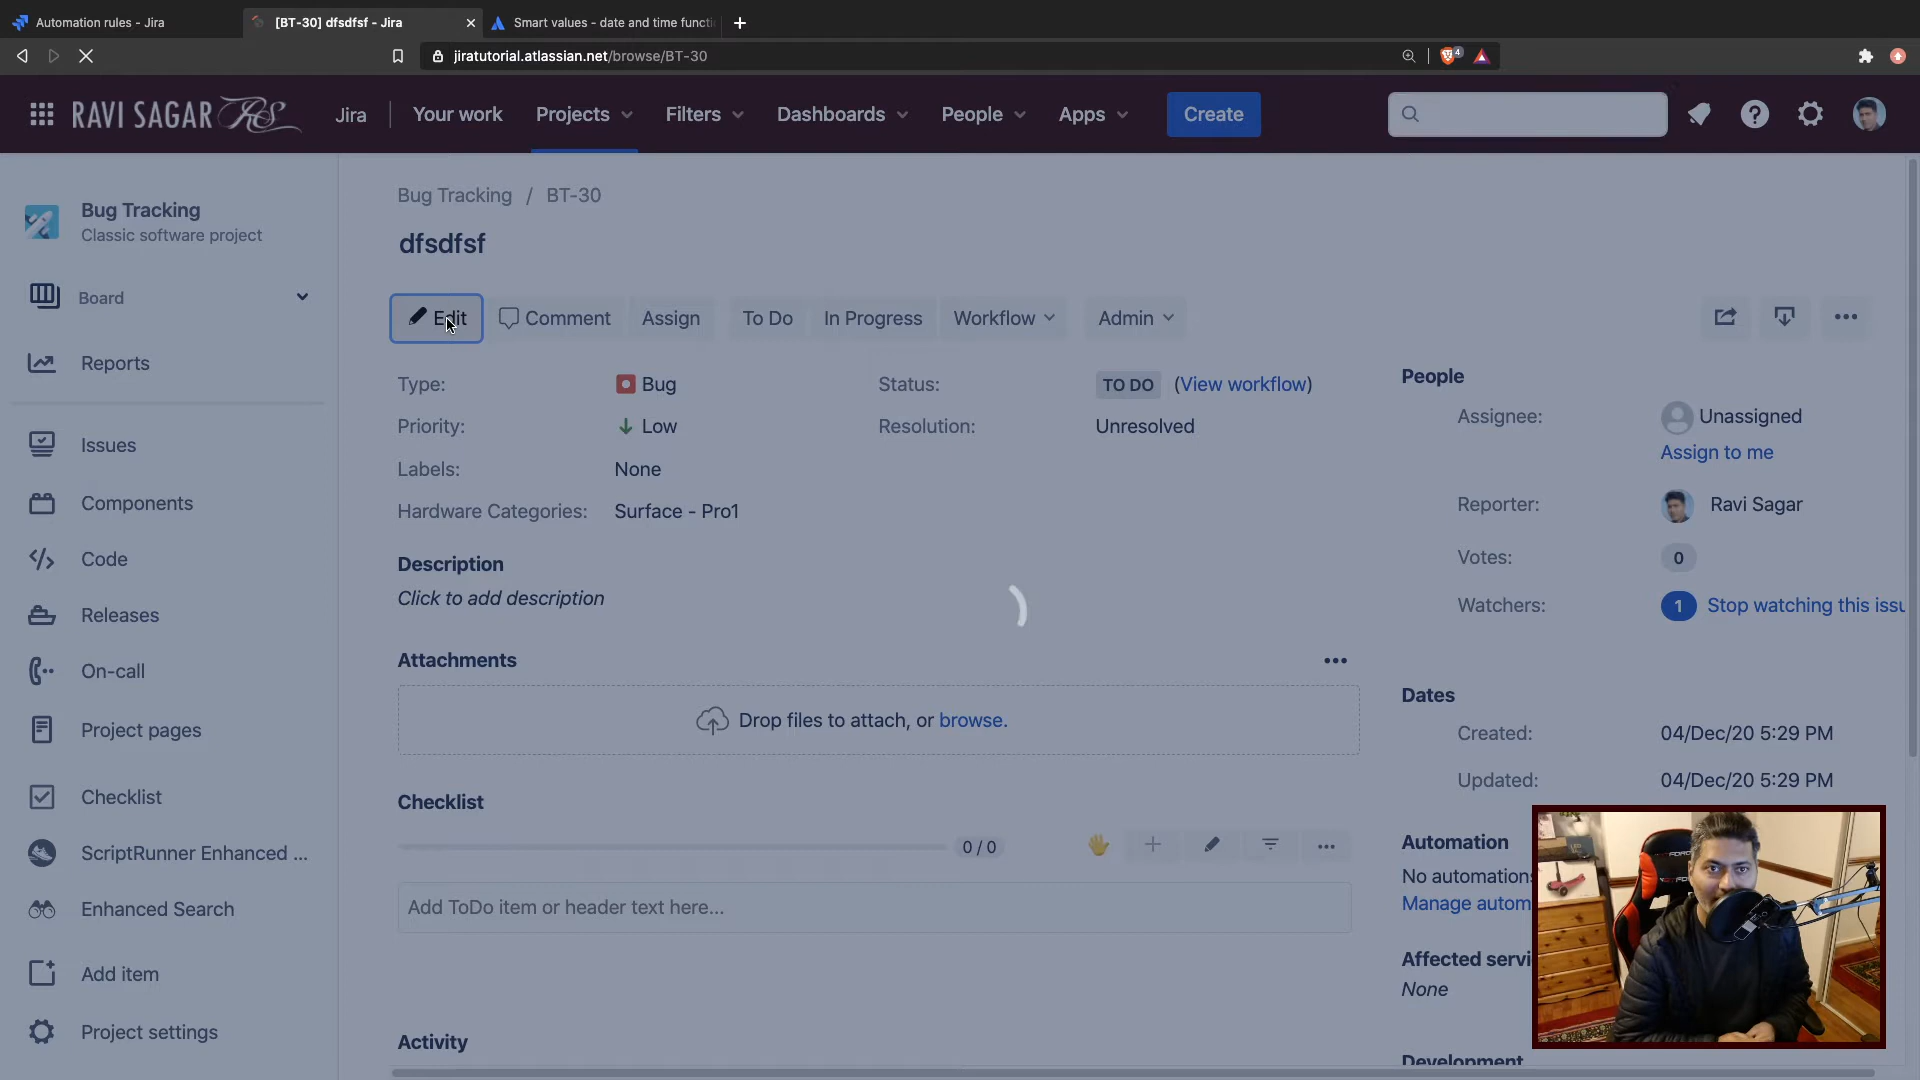 Automation rules - Jira
[BT-30] dfsdfsf - Jira
Smart values - date and time functi
jiratutorial.atlassian.net/browse/BT-30
4
RAVI SAGAR RS
Jira
Your work
Projects
Filters
Dashboards
People
Apps
Create
Bug Tracking
Classic software project
Board
Reports
Issues
Components
Code
Releases
On-call
Project pages
Checklist
ScriptRunner Enhanced ...
Enhanced Search
Add item
Project settings
Bug Tracking / BT-30
dfsdfsf
Edit
Comment
Assign
To Do
In Progress
Workflow
Admin
Type: Bug
Priority: Low
Labels: None
Hardware Categories: Surface - Pro1
Status: TO DO (View workflow)
Resolution: Unresolved
Description
Click to add description
Attachments
Drop files to attach, or browse.
Checklist
0 / 0
Add ToDo item or header text here...
Activity
People
Assignee: Unassigned
Assign to me
Reporter: Ravi Sagar
Votes: 0
Watchers: 1 Stop watching this issu
Dates
Created: 04/Dec/20 5:29 PM
Updated: 04/Dec/20 5:29 PM
Automation
No automations
Manage autom
Affected servi
None
Development